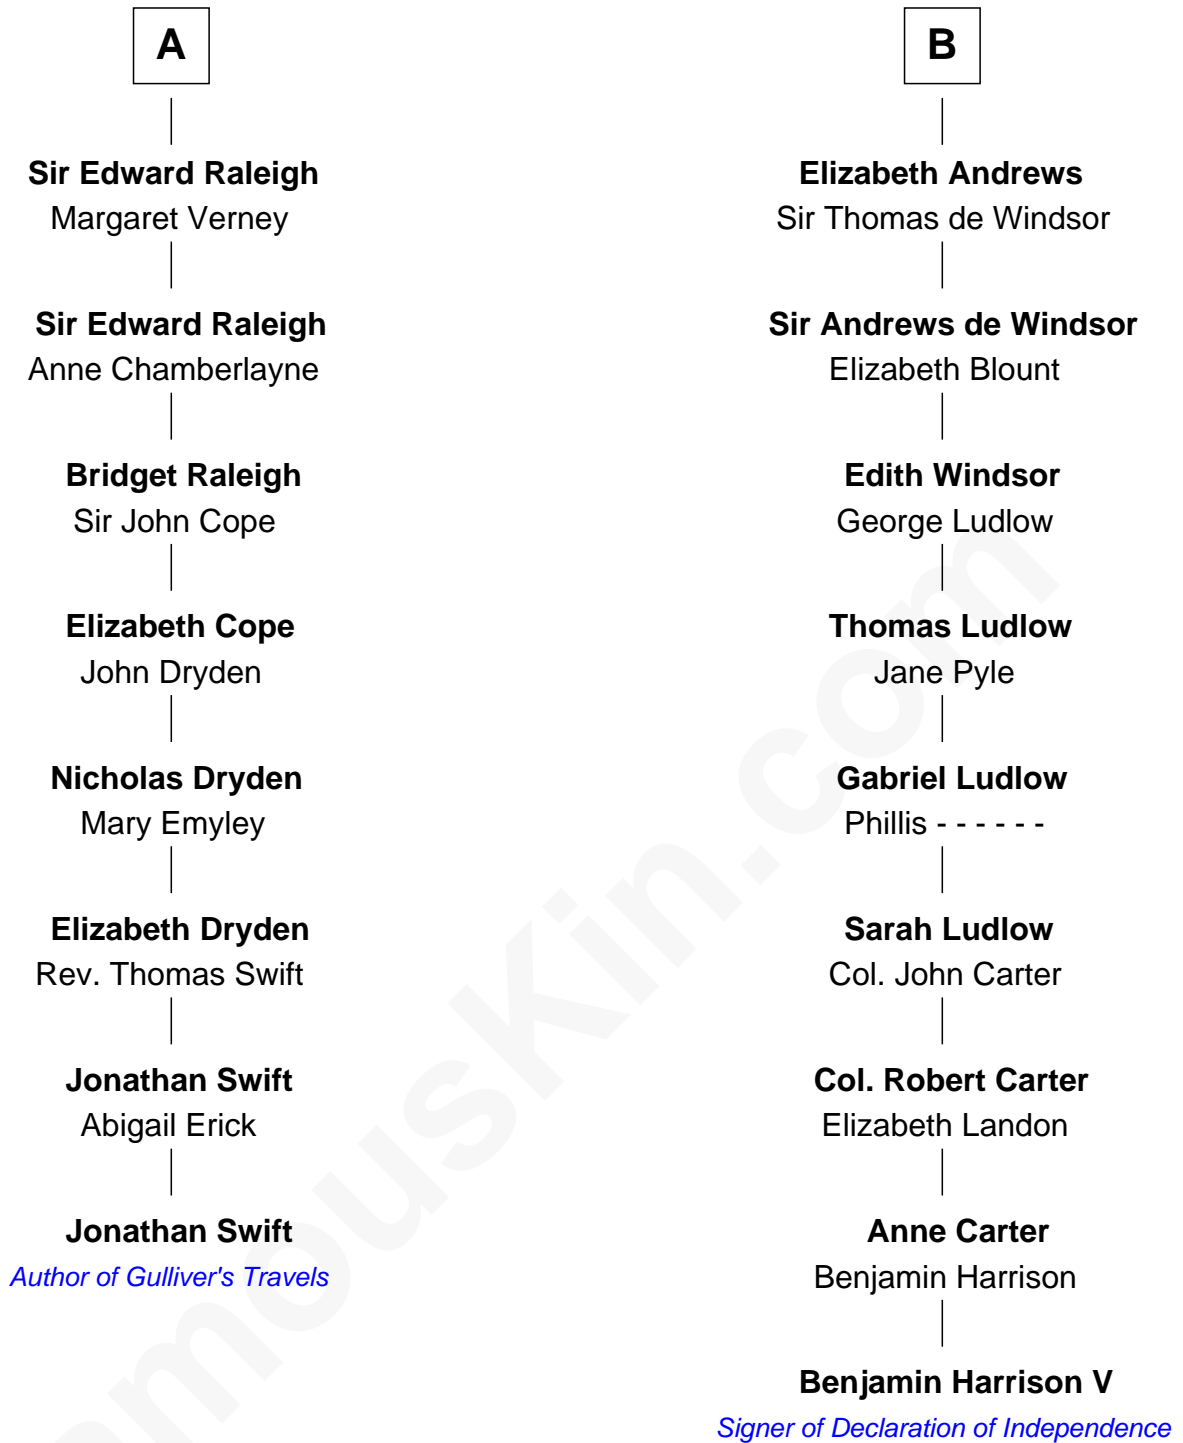 A
Sir Edward Raleigh
Margaret Verney
Sir Edward Raleigh
Anne Chamberlayne
Bridget Raleigh
Sir John Cope
Elizabeth Cope
John Dryden
Nicholas Dryden
Mary Emyley
Elizabeth Dryden
Rev. Thomas Swift
Jonathan Swift
Abigail Erick
Jonathan Swift
Author of Gulliver's Travels
B
Elizabeth Andrews
Sir Thomas de Windsor
Sir Andrews de Windsor
Elizabeth Blount
Edith Windsor
George Ludlow
Thomas Ludlow
Jane Pyle
Gabriel Ludlow
Phillis - - - - - -
Sarah Ludlow
Col. John Carter
Col. Robert Carter
Elizabeth Landon
Anne Carter
Benjamin Harrison
Benjamin Harrison V
Signer of Declaration of Independence
amousKin.com